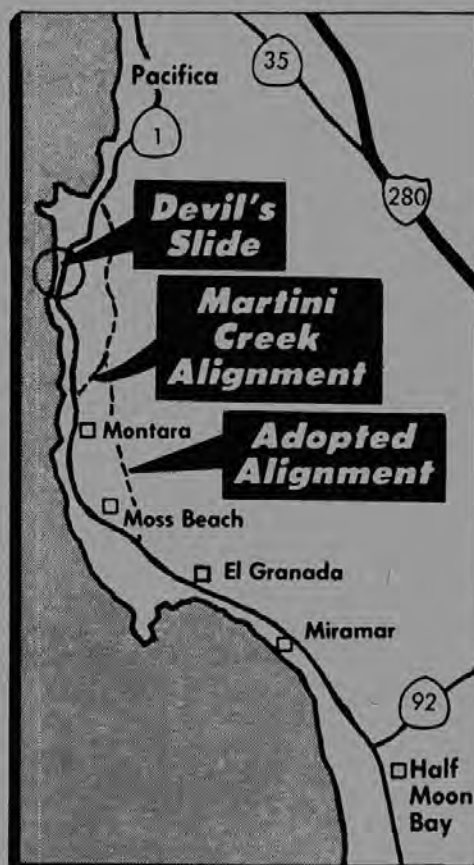 Pacifica
35
1
280
Devil's
Slide
Martini
Creek
Alignment
Montara
Adopted
Alignment
Moss Beach
El Granada
Miramar
92
Half
Moon
Bay